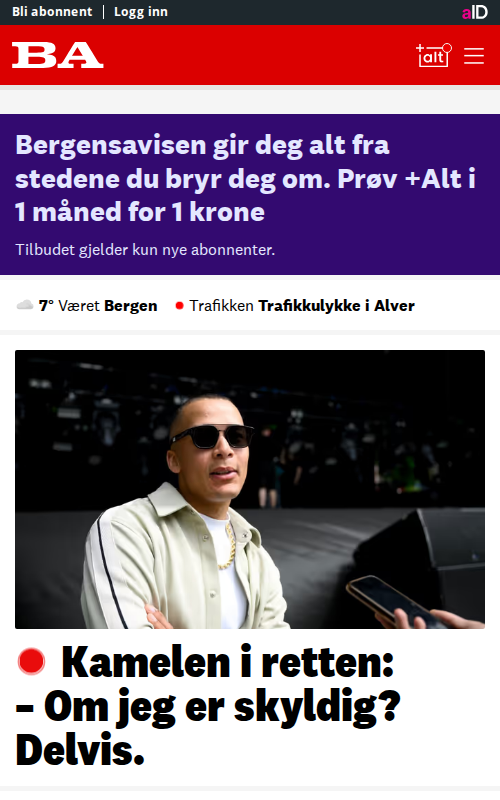 Bli abonnent | Logg inn
aID
BA
+alt
Bergensavisen gir deg alt fra
stedene du bryr deg om. Prøv +Alt i
1 måned for 1 krone
Tilbudet gjelder kun nye abonnenter.
7° Været Bergen Trafikken Trafikkulykke i Alver
Kamelen i retten:
– Om jeg er skyldig?
Delvis.